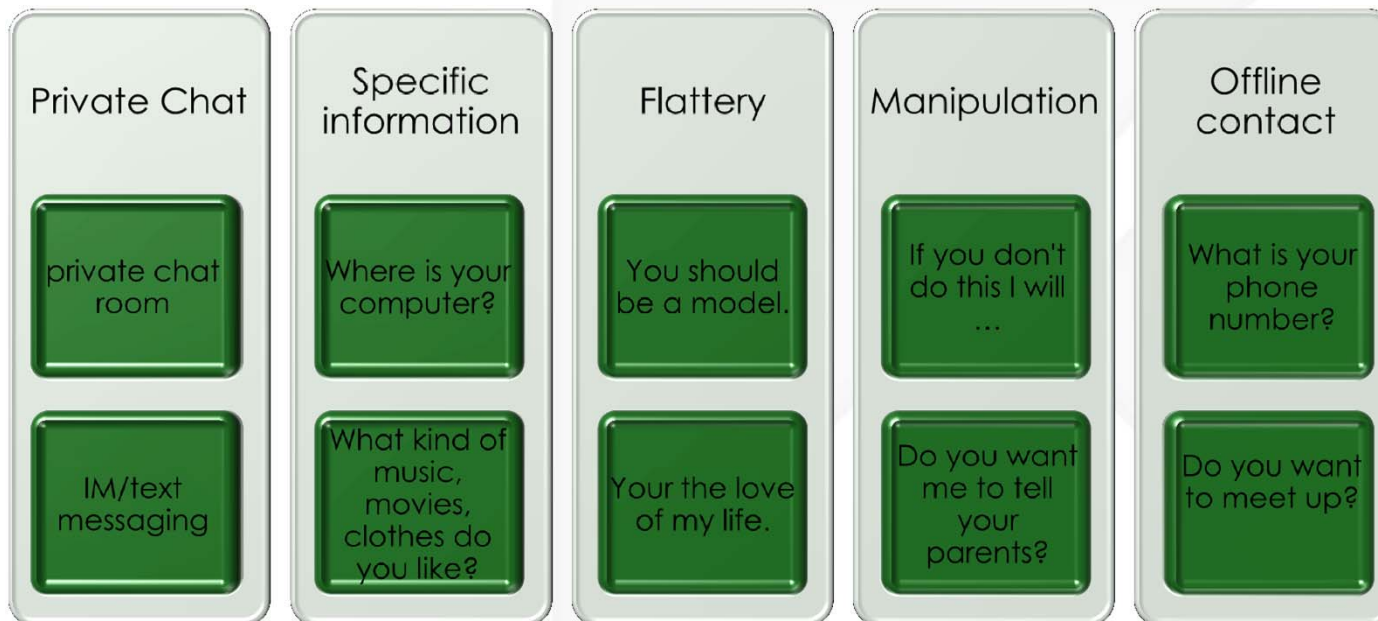 Private Chat
private chat
room
IM/text
messaging
Specific
information
Where is your
computer?
What kind of
music,
movies,
clothes do
you like?
Flattery
You should
be a model.
Your the love
of my life.
Manipulation
If you don't
do this I will
...
Do you want
me to tell
your
parents?
Offline
contact
What is your
phone
number?
Do you want
to meet up?